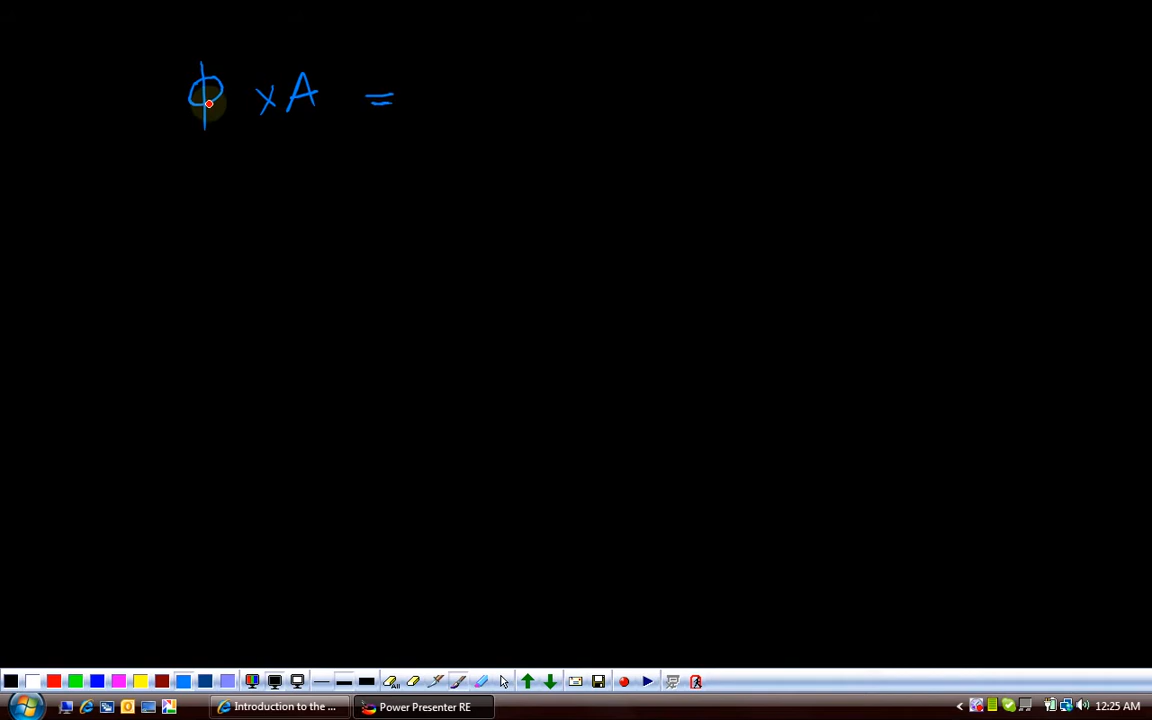 ϕ × A =
Introduction to the ...
Power Presenter RE
12:25 AM